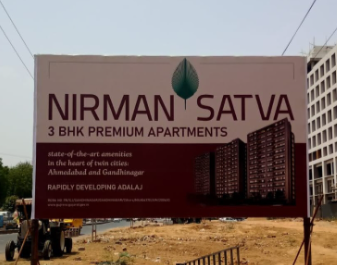 NIRMAN SATVA
3 BHK PREMIUM APARTMENTS
state-of-the-art amenities
in the heart of twin cities:
Ahmedabad and Gandhinagar
RAPIDLY DEVELOPING ADALAJ